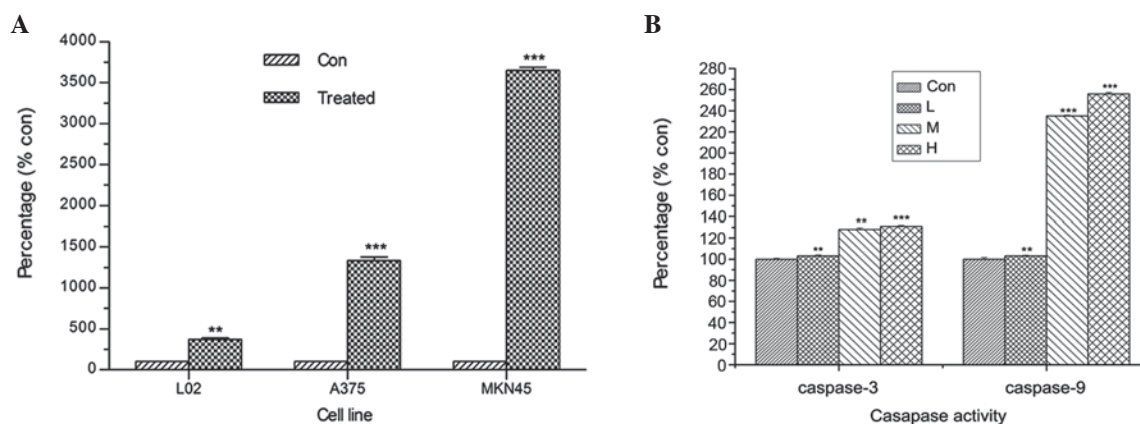 A
Percentage (% con)
4000
3500
3000
2500
2000
1500
1000
500
0
Con
Treated
**
***
***
L02
A375
MKN45
Cell line
B
Percentage (% con)
280
260
240
220
200
180
160
140
120
100
80
60
40
20
0
Con
L
M
H
**
**
***
**
***
***
caspase-3
caspase-9
Casapase activity